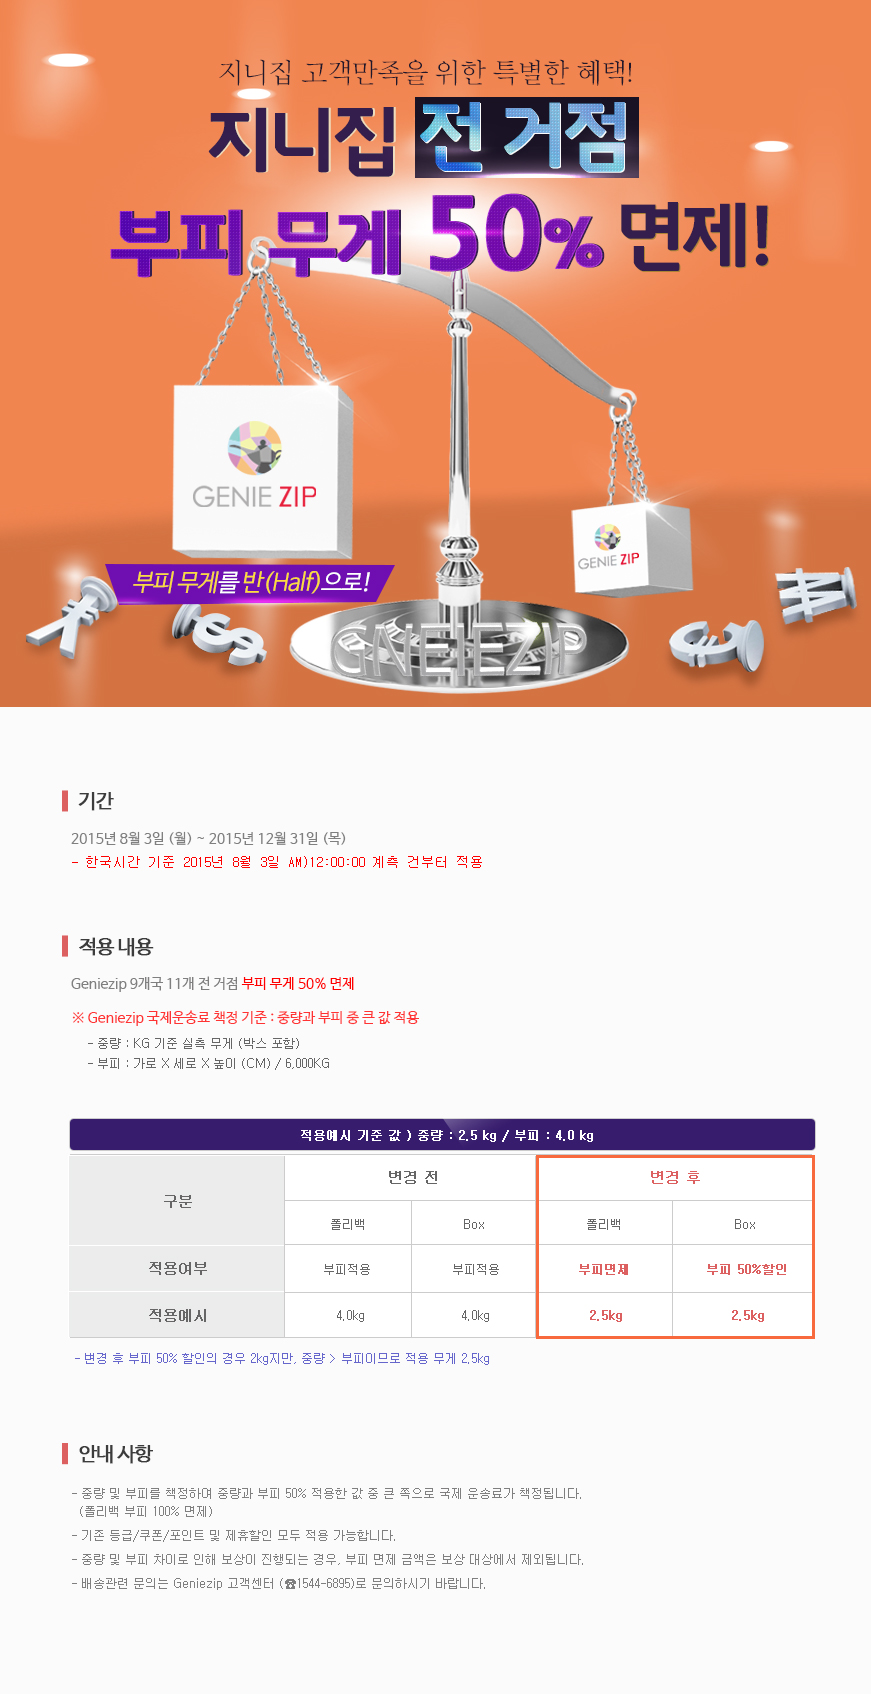 지니집 고객만족을 위한 특별한 혜택!
지니집 전 거점
부피 무게 50% 면제!
GENIE ZIP
GENIE ZIP
부피 무게를 반(Half)으로!
GNEIEZIP
기간
2015년 8월 3일 (월) ~ 2015년 12월 31일 (목)
- 한국시간 기준 2015년 8월 3일 AM)12:00:00 계측 건부터 적용
적용 내용
Geniezip 9개국 11개 전 거점 부피 무게 50% 면제
※ Geniezip 국제운송료 책정 기준 : 중량과 부피 중 큰 값 적용
- 중량 : KG 기준 실측 무게 (박스 포함)
- 부피 : 가로 X 세로 X 높이 (CM) / 6,000KG
적용예시 기준 값 ) 중량 : 2.5 kg / 부피 : 4.0 kg
구분 변경 전 변경 후
폴리백 Box 폴리백 Box
적용여부 부피적용 부피적용 부피면제 부피 50%할인
적용예시 4.0kg 4.0kg 2.5kg 2.5kg
- 변경 후 부피 50% 할인의 경우 2kg지만, 중량 > 부피이므로 적용 무게 2.5kg
안내 사항
- 중량 및 부피를 책정하여 중량과 부피 50% 적용한 값 중 큰 쪽으로 국제 운송료가 책정됩니다.
(폴리백 부피 100% 면제)
- 기존 등급/쿠폰/포인트 및 제휴할인 모두 적용 가능합니다.
- 중량 및 부피 차이로 인해 보상이 진행되는 경우, 부피 면제 금액은 보상 대상에서 제외됩니다.
- 배송관련 문의는 Geniezip 고객센터 (☎1544-6895)로 문의하시기 바랍니다.